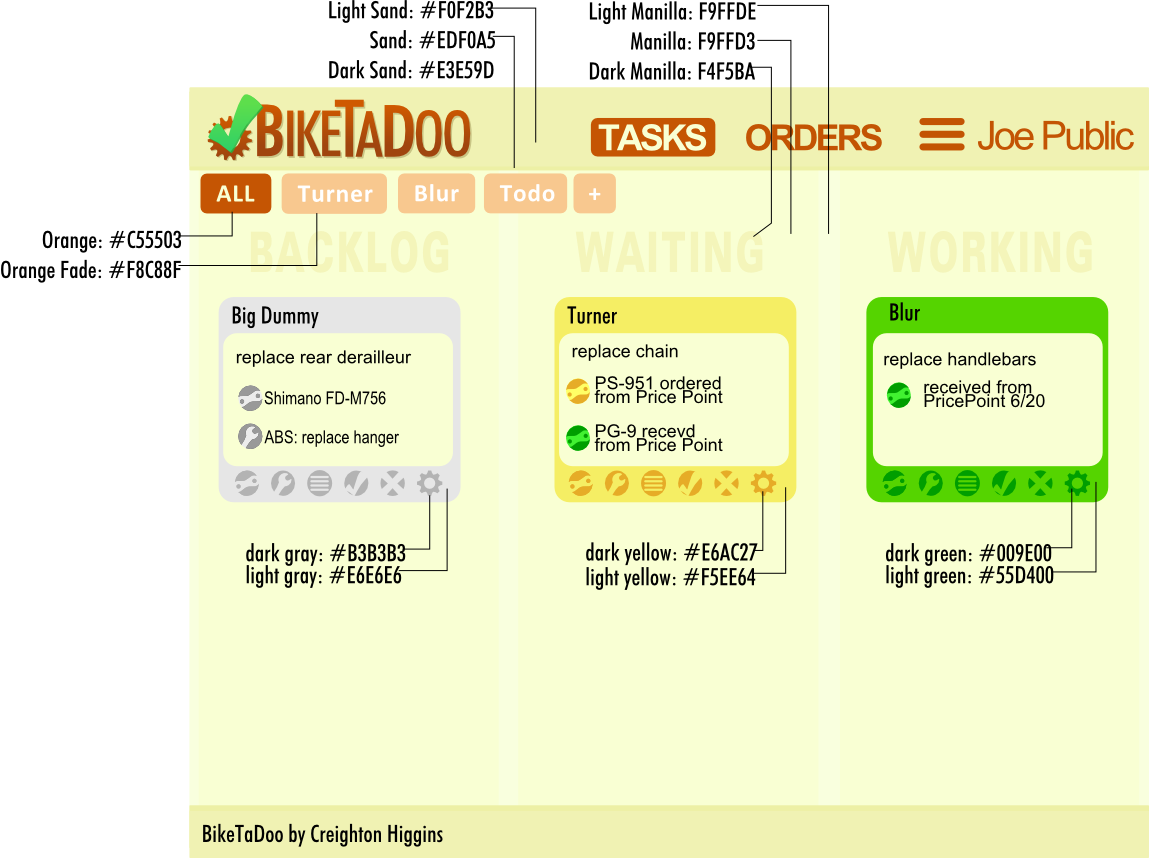 Light Sand: #F0F2B3
Sand: #EDF0A5
Dark Sand: #E3E59D
Light Manilla: F9FFDE
Manilla: F9FFD3
Dark Manilla: F4F5BA
BIKETADOO
TASKS
ORDERS
Joe Public
ALL
Turner
Blur
Todo
+
Orange: #C55503
Orange Fade: #F8C88F
BACKLOG
WAITING
WORKING
Big Dummy
replace rear derailleur
Shimano FD-M756
ABS: replace hanger
dark gray: #B3B3B3
light gray: #E6E6E6
Turner
replace chain
PS-951 ordered
from Price Point
PG-9 recevd
from Price Point
dark yellow: #E6AC27
light yellow: #F5EE64
Blur
replace handlebars
received from
PricePoint 6/20
dark green: #009E00
light green: #55D400
BikeTaDoo by Creighton Higgins